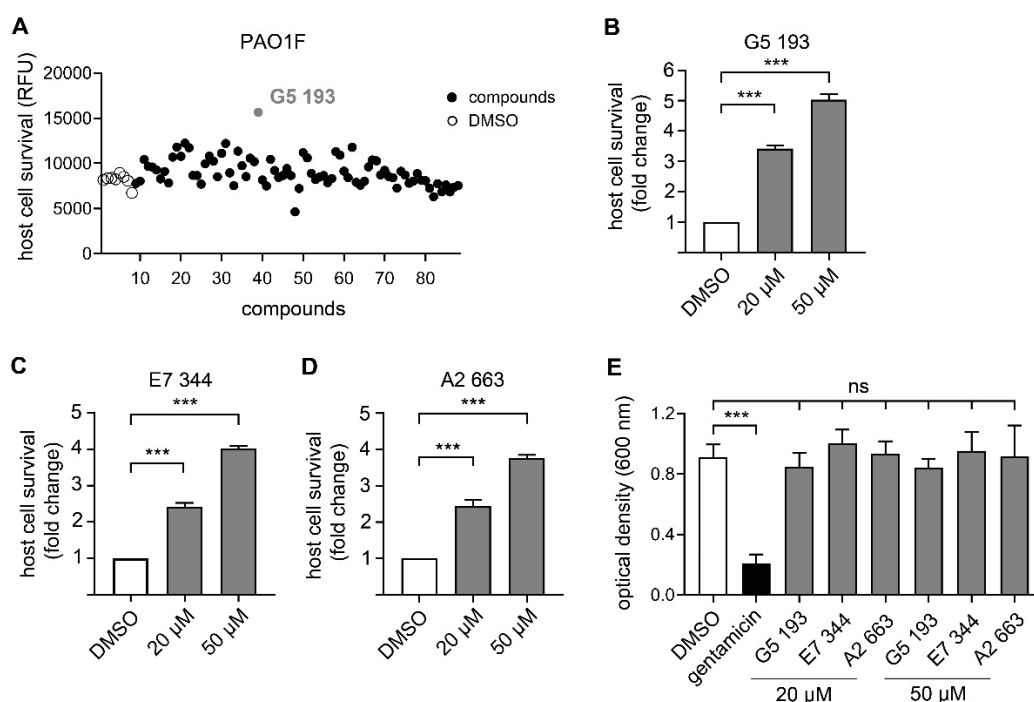 A
PAO1F
host cell survival (RFU)
20000
15000
10000
5000
0
G5 193
compounds
DMSO
10 20 30 40 50 60 70 80
compounds
B
G5 193
host cell survival
(fold change)
6
5
4
3
2
1
***
***
DMSO
20 µM
50 µM
C
E7 344
host cell survival
(fold change)
5
4
3
2
1
***
***
DMSO
20 µM
50 µM
D
A2 663
host cell survival
(fold change)
5
4
3
2
1
***
***
DMSO
20 µM
50 µM
E
optical density (600 nm)
1.2
0.8
0.4
0.0
ns
***
DMSO
gentamicin
G5 193
E7 344
A2 663
G5 193
E7 344
A2 663
20 µM
50 µM